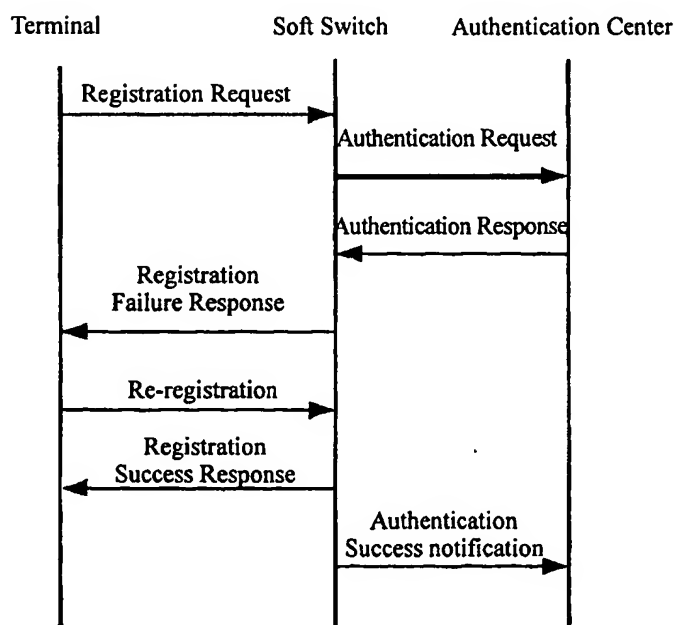 Terminal
Soft Switch
Authentication Center
Registration Request
Authentication Request
Authentication Response
Registration
Failure Response
Re-registration
Registration
Success Response
Authentication
Success notification